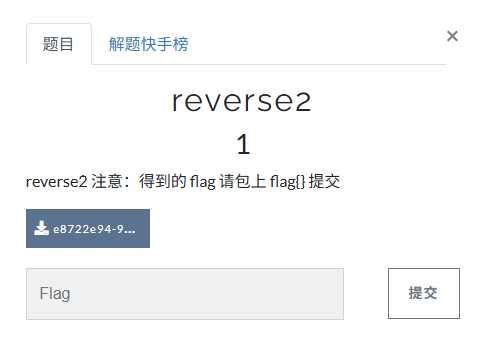 题目 解题快手榜 ×
reverse2
1
reverse2 注意：得到的 flag 请包上 flag{} 提交
e8722e94-9...
Flag 提交